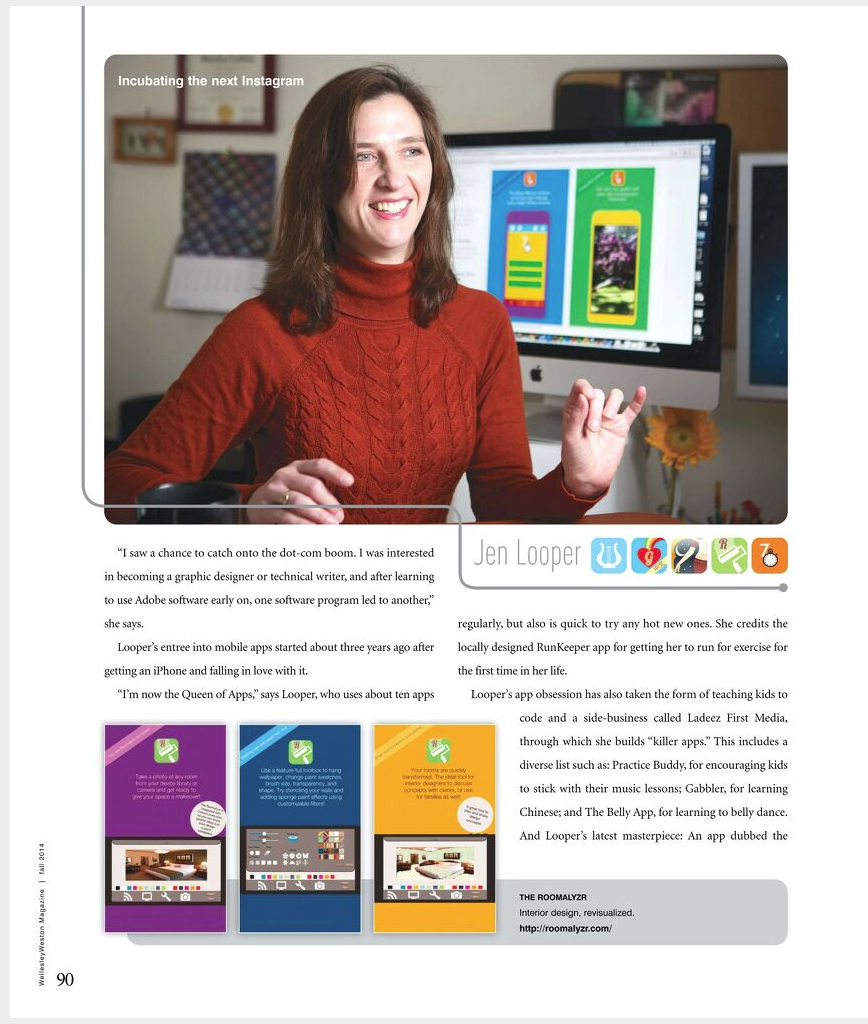 Incubating the next Instagram
Jen Looper
“I saw a chance to catch onto the dot-com boom. I was interested
in becoming a graphic designer or technical writer, and after learning
to use Adobe software early on, one software program led to another,”
she says.
Looper’s entree into mobile apps started about three years ago after
getting an iPhone and falling in love with it.
“I’m now the Queen of Apps,” says Looper, who uses about ten apps
regularly, but also is quick to try any hot new ones. She credits the
locally designed RunKeeper app for getting her to run for exercise for
the first time in her life.
Looper’s app obsession has also taken the form of teaching kids to
code and a side-business called Ladeez First Media,
through which she builds “killer apps.” This includes a
diverse list such as: Practice Buddy, for encouraging kids
to stick with their music lessons; Gabbler, for learning
Chinese; and The Belly App, for learning to belly dance.
And Looper’s latest masterpiece: An app dubbed the
Take a photo of any room
from your device library or
camera and get ready to
give your space a makeover!
Use a feature-full toolbox to hang
wallpaper, change paint swatches,
brush size, transparency, and
shape. Try stenciling your walls and
adding sponge paint effects using
customizable filters!
Your rooms are quickly
transformed. The ideal tool for
interior designers to discuss
concepts with clients, or use
for families as well!
THE ROOMALYZR
Interior design, revisualized.
http://roomalyzr.com/
WellesleyWeston Magazine | fall 2014
90